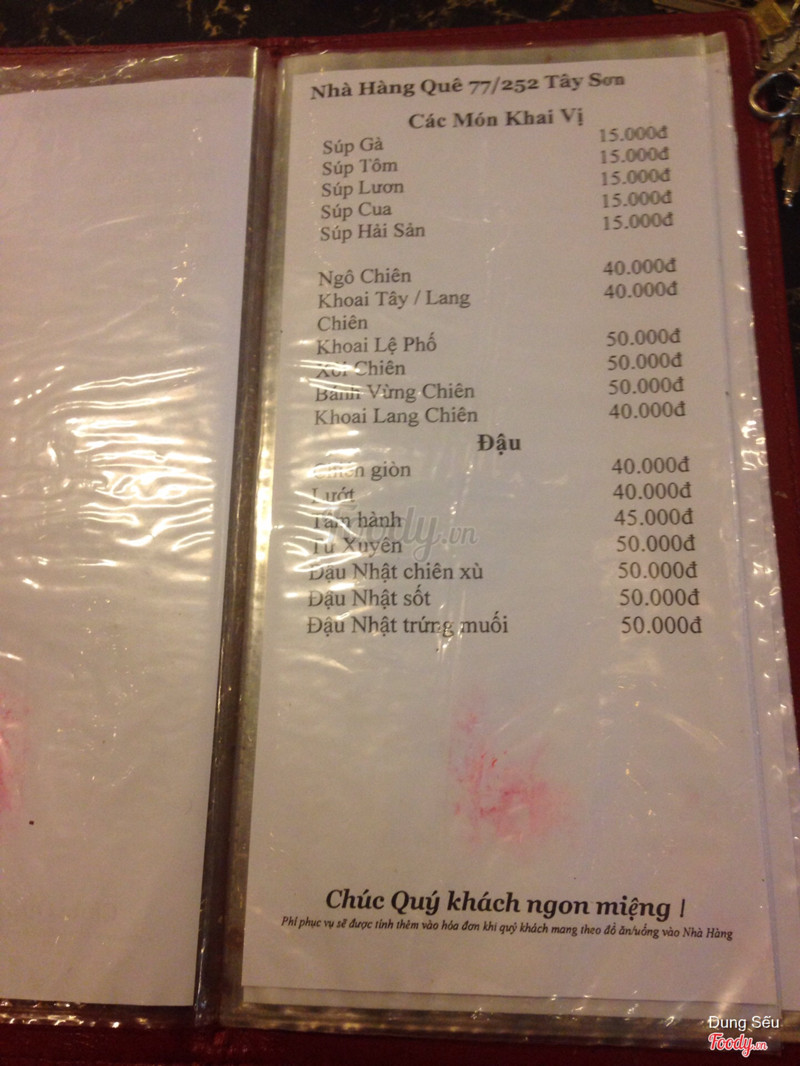 Nhà Hàng Quê 77/252 Tây Sơn
Các Món Khai Vị
Súp Gà 15.000đ
Súp Tôm 15.000đ
Súp Lươn 15.000đ
Súp Cua 15.000đ
Súp Hải Sản 15.000đ
Ngô Chiên 40.000đ
Khoai Tây / Lang 40.000đ
Chiên
Khoai Lệ Phố 50.000đ
Xôi Chiên 50.000đ
Bánh Vừng Chiên 50.000đ
Khoai Lang Chiên 40.000đ
Đậu
Chiên giòn 40.000đ
Lướt 40.000đ
Tẩm hành 45.000đ
Tứ Xuyên 50.000đ
Đậu Nhật chiên xù 50.000đ
Đậu Nhật sốt 50.000đ
Đậu Nhật trứng muối 50.000đ
Foody.vn
Chúc Quý khách ngon miệng !
Phí phục vụ sẽ được tính thêm vào hóa đơn khi quý khách mang theo đồ ăn/uống vào Nhà Hàng
Dung Sếu
Foody.vn